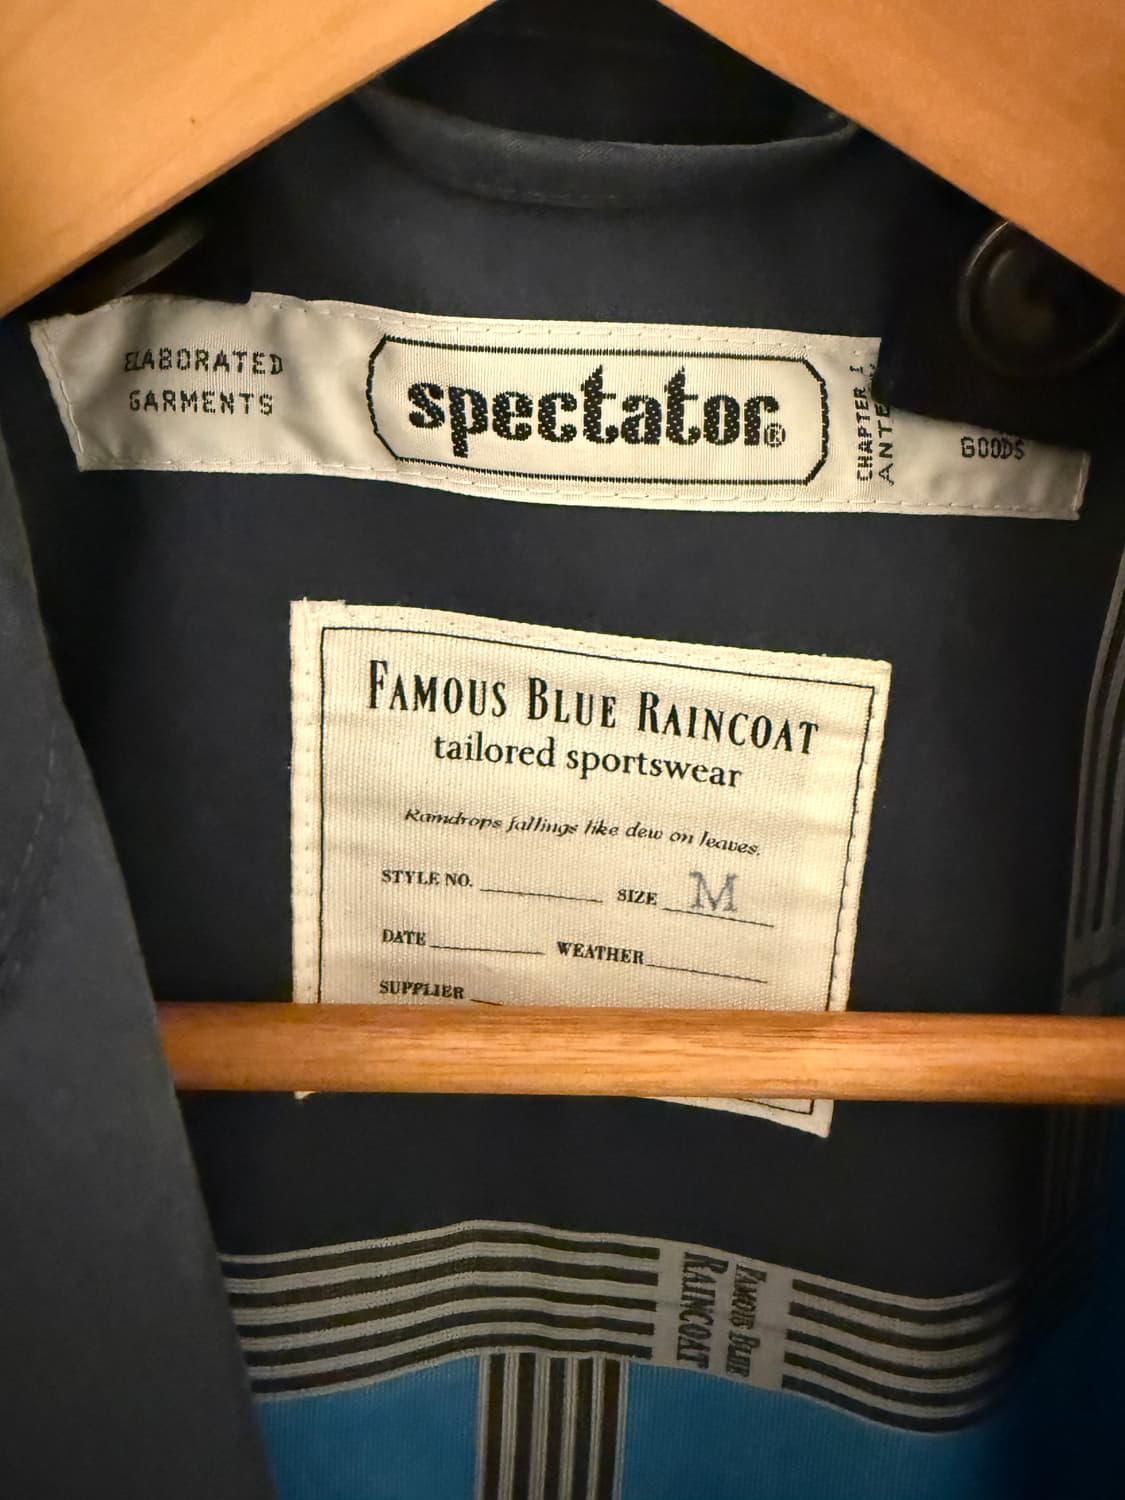 ELABORATED
GARMENTS
spectator®
CHAPTER I
GOODS
FAMOUS BLUE RAINCOAT
tailored sportswear
Raindrops fallings like dew on leaves.
STYLE NO. SIZE M
DATE WEATHER
SUPPLIER
FAMOUS BLUE
RAINCOAT